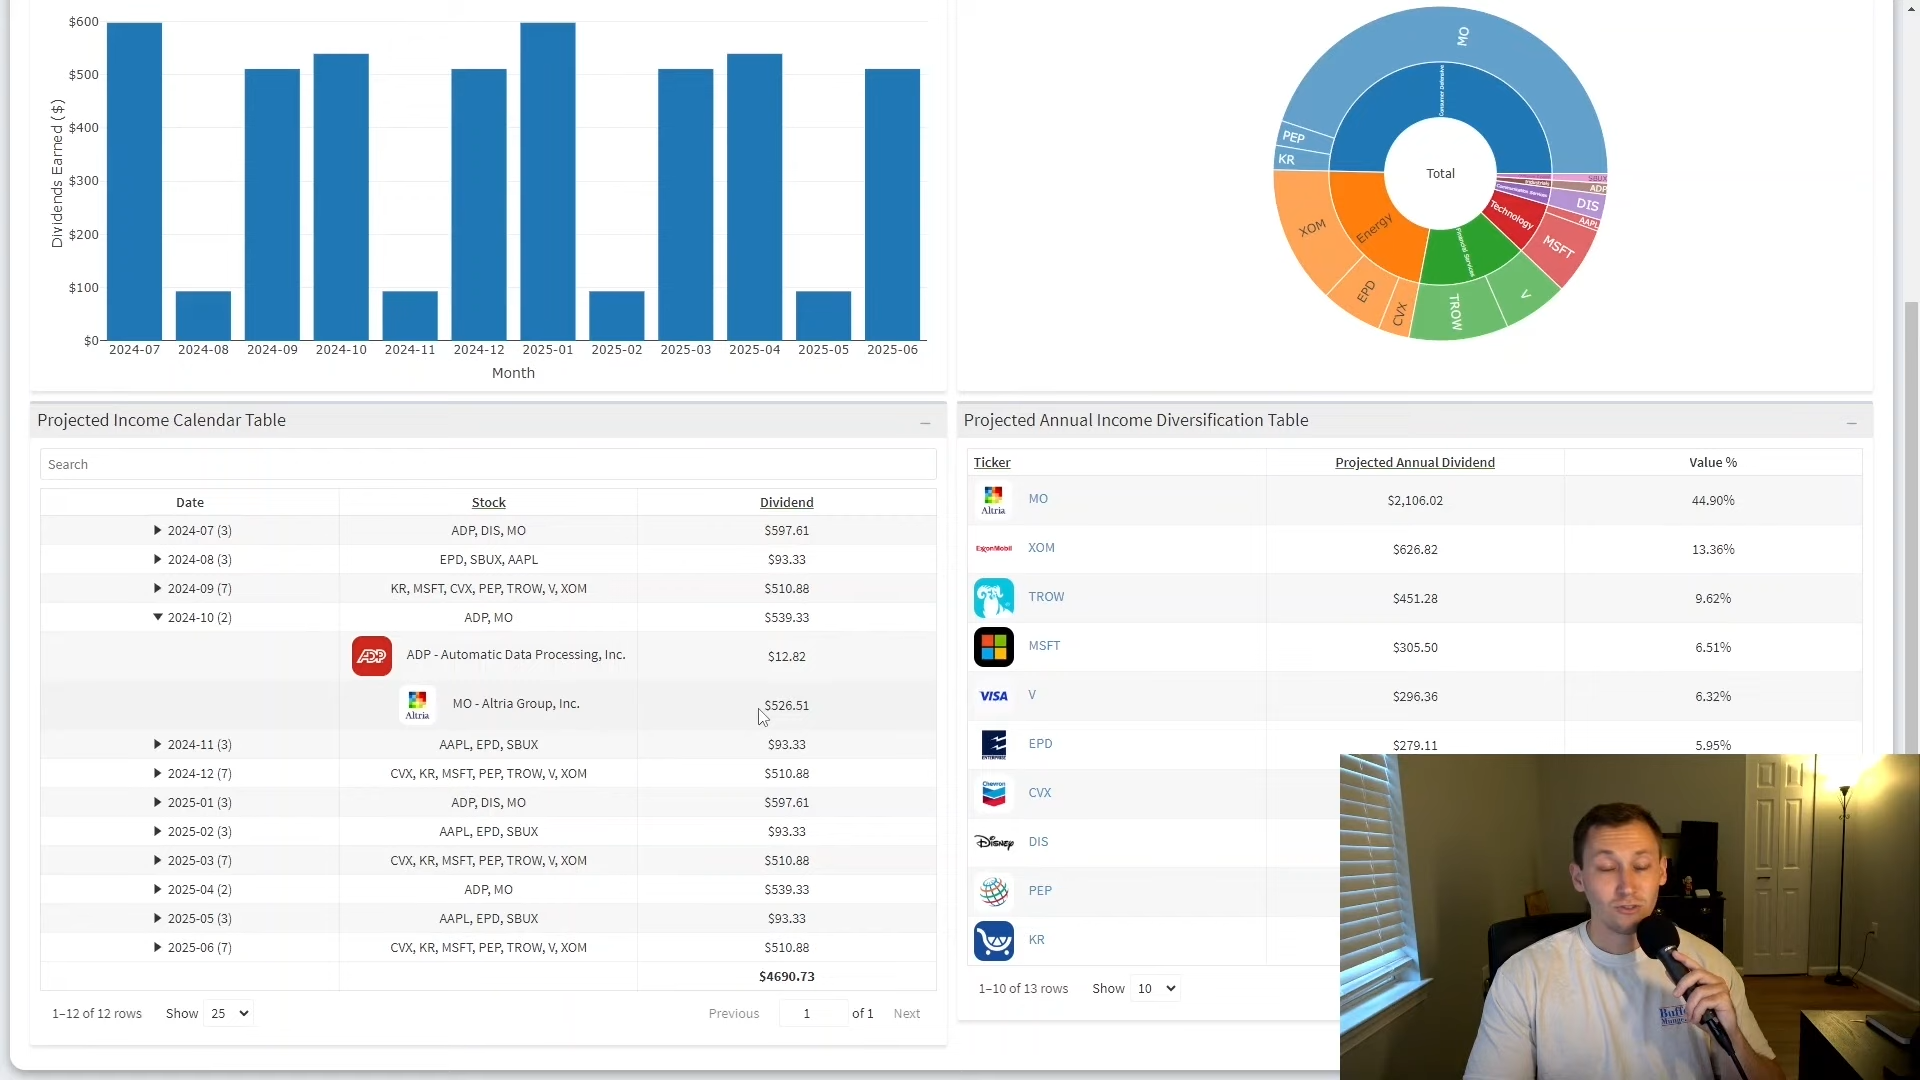 $600
$500
$400
$300
$200
$100
$0
Dividends Earned ($)
2024-07 2024-08 2024-09 2024-10 2024-11 2024-12 2025-01 2025-02 2025-03 2025-04 2025-05 2025-06
Month
MO
PEP
KR
XOM
EPD
CVX
TROW
V
MSFT
AAPL
DIS
ADP
SBUX
Consumer Defensive
Energy
Financial Services
Technology
Communication Services
Industrials
Total
Projected Income Calendar Table
Search
Date Stock Dividend
2024-07 (3) ADP, DIS, MO $597.61
2024-08 (3) EPD, SBUX, AAPL $93.33
2024-09 (7) KR, MSFT, CVX, PEP, TROW, V, XOM $510.88
2024-10 (2) ADP, MO $539.33
ADP ADP - Automatic Data Processing, Inc. $12.82
Altria MO - Altria Group, Inc. $526.51
2024-11 (3) AAPL, EPD, SBUX $93.33
2024-12 (7) CVX, KR, MSFT, PEP, TROW, V, XOM $510.88
2025-01 (3) ADP, DIS, MO $597.61
2025-02 (3) AAPL, EPD, SBUX $93.33
2025-03 (7) CVX, KR, MSFT, PEP, TROW, V, XOM $510.88
2025-04 (2) ADP, MO $539.33
2025-05 (3) AAPL, EPD, SBUX $93.33
2025-06 (7) CVX, KR, MSFT, PEP, TROW, V, XOM $510.88
$4690.73
1–12 of 12 rows Show 25 Previous 1 of 1 Next
Projected Annual Income Diversification Table
Ticker Projected Annual Dividend Value %
Altria MO $2,106.02 44.90%
ExxonMobil XOM $626.82 13.36%
TROW $451.28 9.62%
MSFT $305.50 6.51%
VISA V $296.36 6.32%
ENTERPRISE EPD $279.11 5.95%
Chevron CVX
Disney DIS
PEP
KR
1–10 of 13 rows Show 10